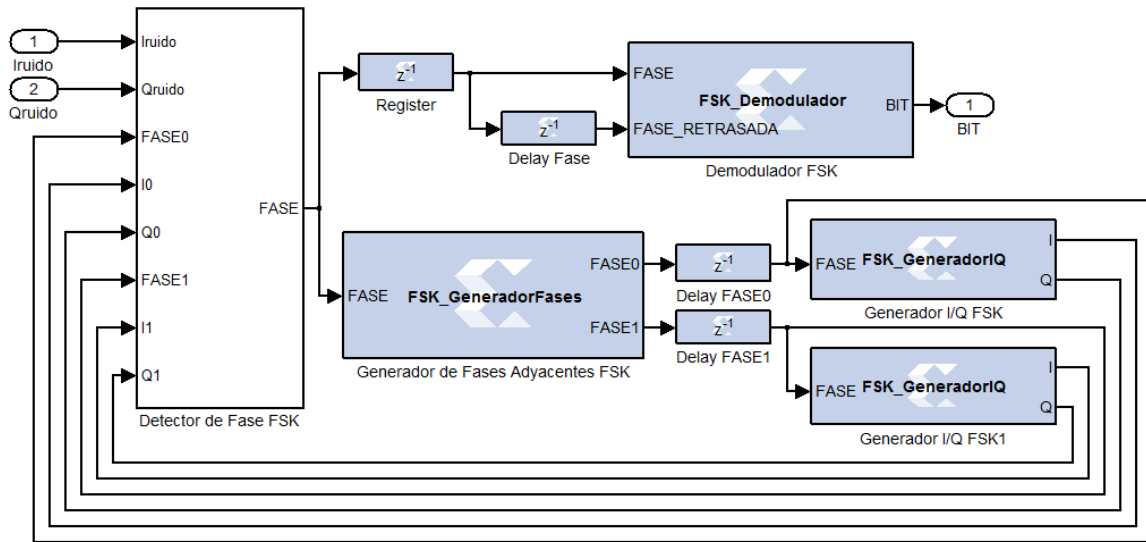 1
Iruido
2
Qruido
Iruido
Qruido
FASE0
I0
Q0
FASE1
I1
Q1
FASE
Detector de Fase FSK
z-1
Register
z-1
Delay Fase
FASE
FASE_RETRASADA
FSK_Demodulador
BIT
Demodulador FSK
1
BIT
FASE
FSK_GeneradorFases
FASE0
FASE1
Generador de Fases Adyacentes FSK
z-1
Delay FASE0
z-1
Delay FASE1
FASE
FSK_GeneradorIQ
I
Q
Generador I/Q FSK
FASE
FSK_GeneradorIQ
I
Q
Generador I/Q FSK1